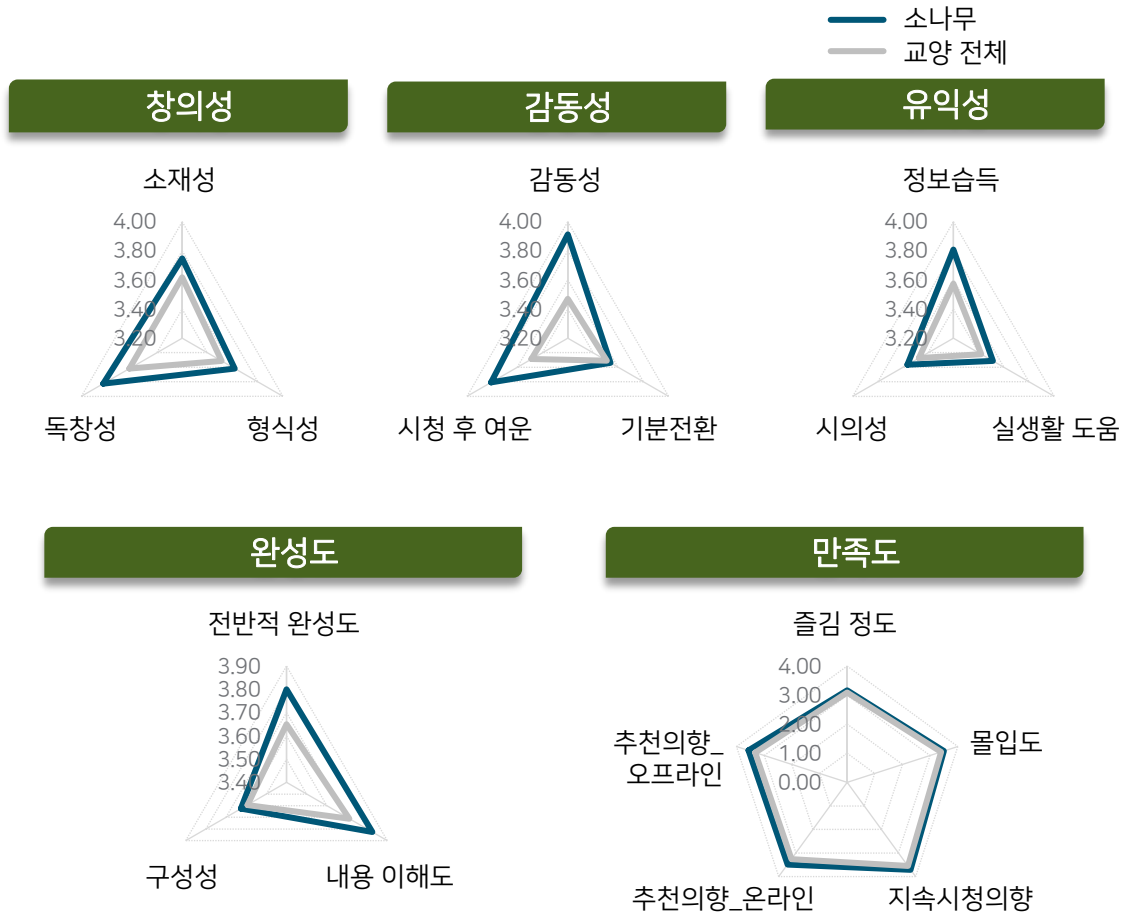 소나무
교양 전체
창의성
감동성
유익성
소재성
4.00
3.80
3.60
3.40
3.20
독창성
형식성
감동성
4.00
3.80
3.60
3.40
3.20
시청 후 여운
기분전환
정보습득
4.00
3.80
3.60
3.40
3.20
시의성
실생활 도움
완성도
만족도
전반적 완성도
3.90
3.80
3.70
3.60
3.50
3.40
구성성
내용 이해도
즐김 정도
4.00
3.00
2.00
1.00
0.00
추천의향_
오프라인
몰입도
추천의향_온라인
지속시청의향